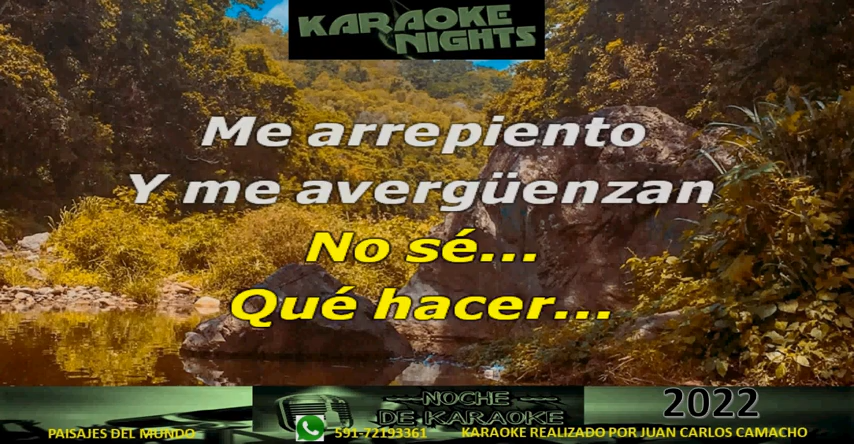 KARAOKE
NIGHTS
Me arrepiento
Y me avergüenzan
No sé...
Qué hacer...
NOCHE
DE KARAOKE
2022
PAISAJES DEL MUNDO
591-72193361
KARAOKE REALIZADO POR JUAN CARLOS CAMACHO